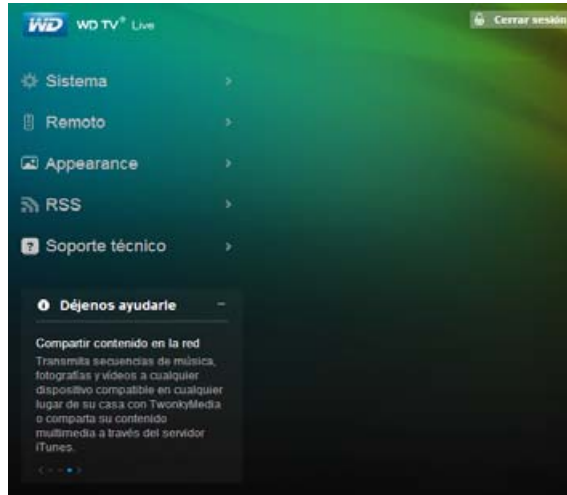 WD WD TV® Live
Cerrar sesión
Sistema
Remoto
Appearance
RSS
Soporte técnico
Déjenos ayudarle
Compartir contenido en la red
Transmita secuencias de música,
fotografías y vídeos a cualquier
dispositivo compatible en cualquier
lugar de su casa con TwonkyMedia
o comparta su contenido
multimedia a través del servidor
iTunes.